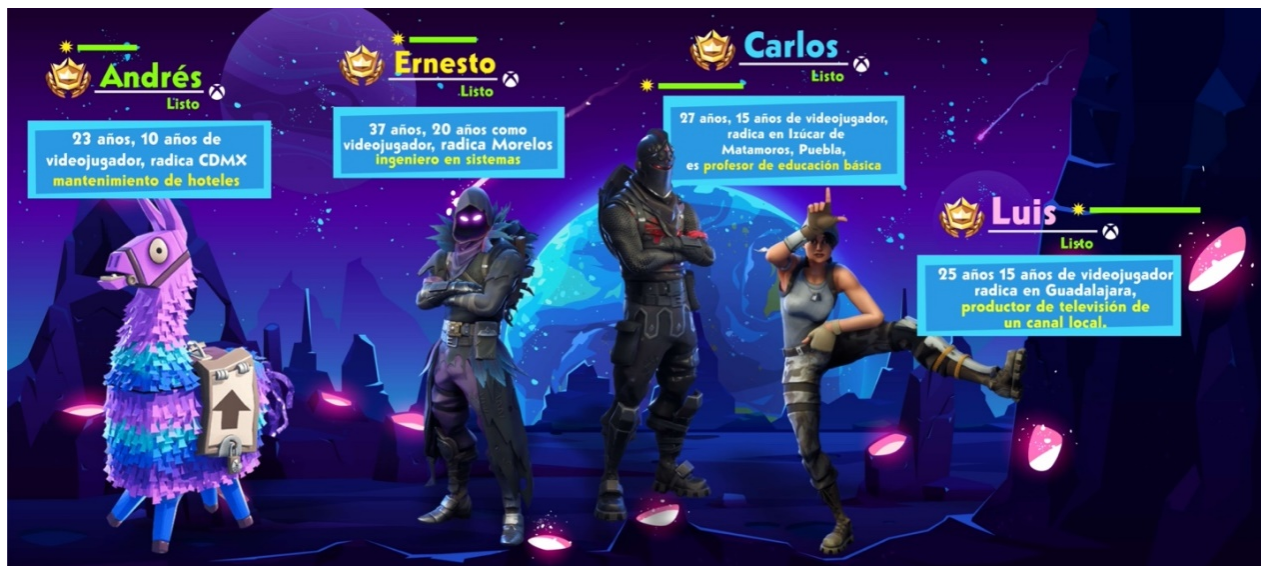 Andrés
Listo
23 años, 10 años de
videojugador, radica CDMX
mantenimiento de hoteles
Ernesto
Listo
37 años, 20 años como
videojugador, radica Morelos
ingeniero en sistemas
Carlos
Listo
27 años, 15 años de videojugador,
radica en Izúcar de
Matamoros, Puebla,
es profesor de educación básica
Luis
Listo
25 años 15 años de videojugador
radica en Guadalajara,
productor de televisión de
un canal local.